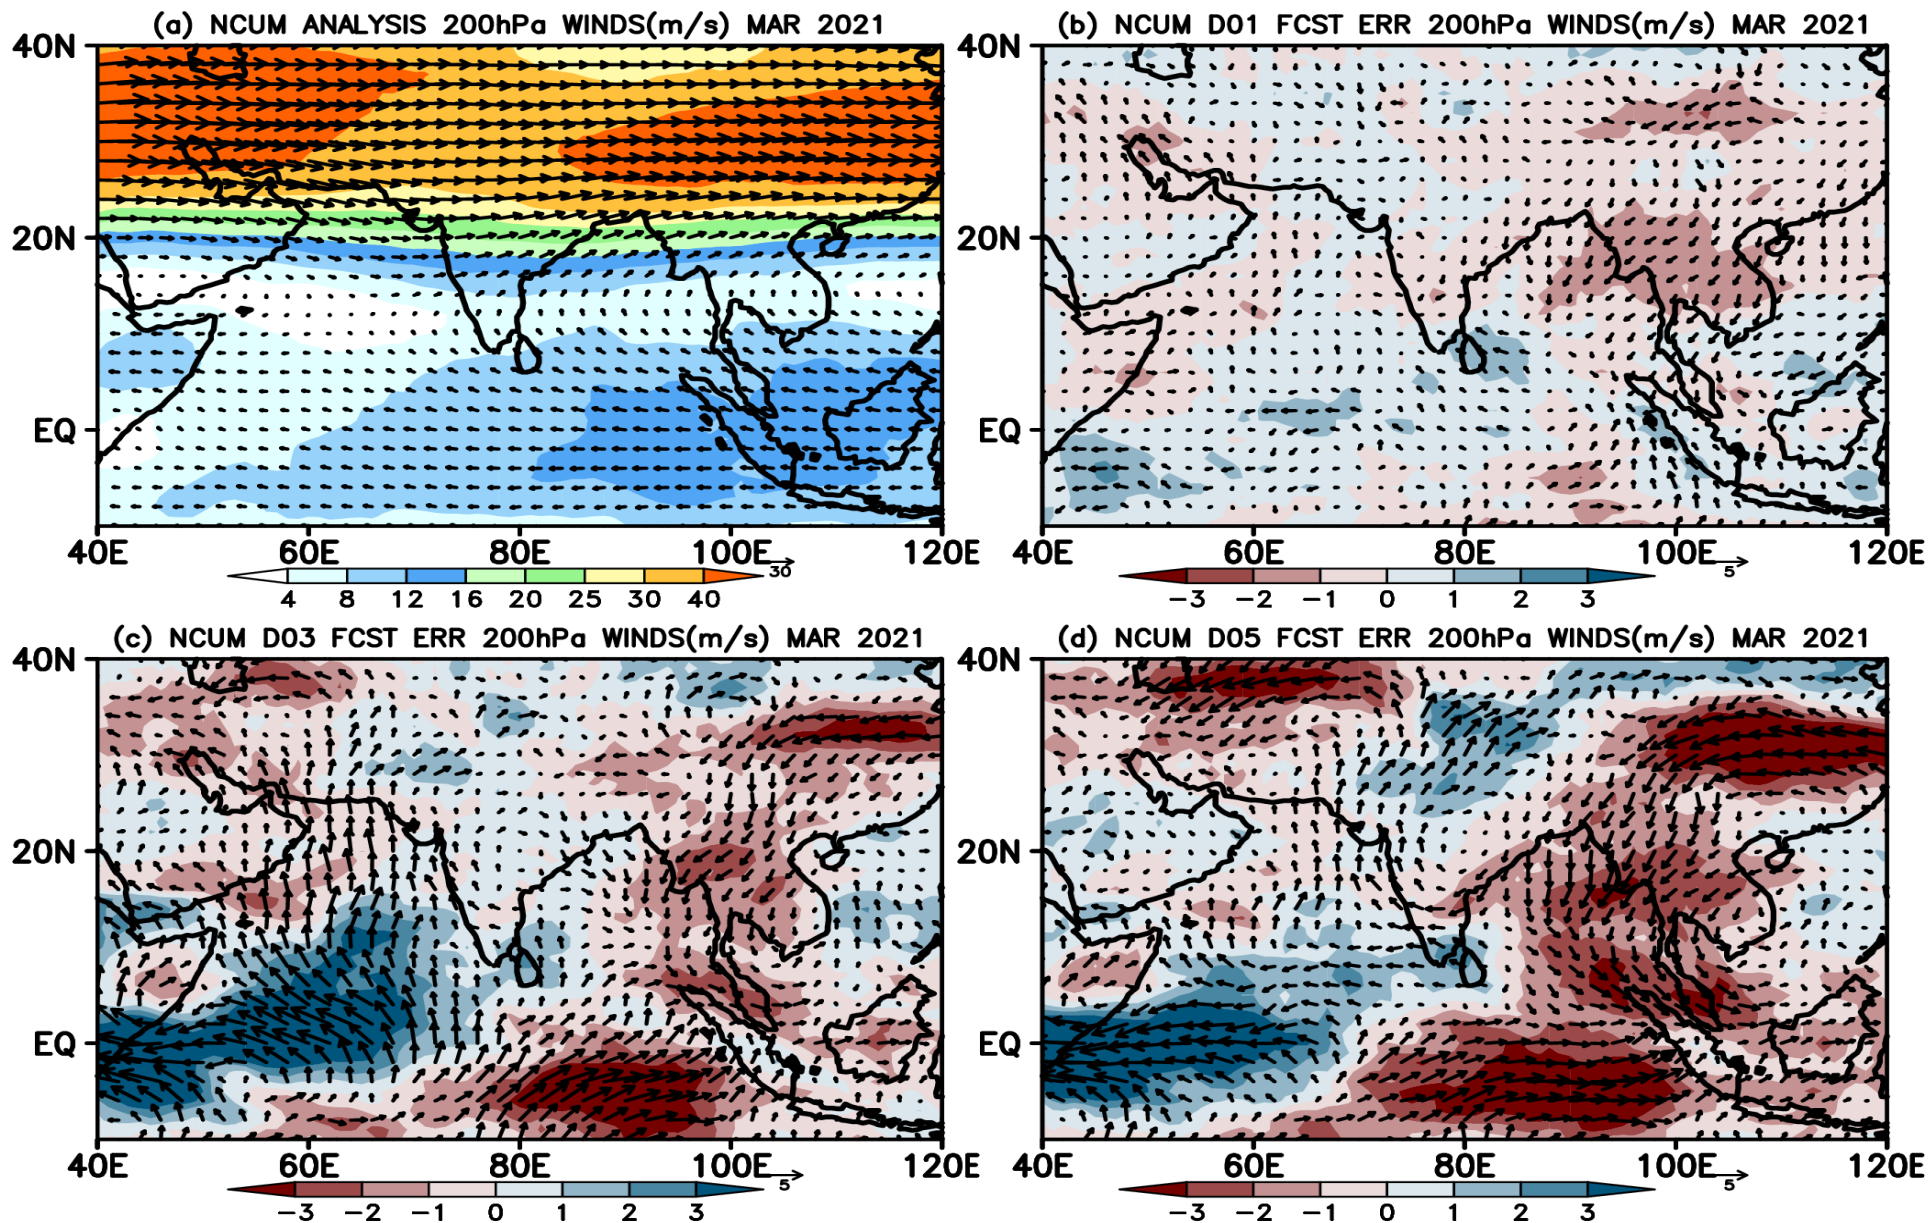 (a) NCUM ANALYSIS 200hPa WINDS(m/s) MAR 2021
40N
20N
EQ
40E 60E 80E 100E 120E
30
4 8 12 16 20 25 30 40
(b) NCUM D01 FCST ERR 200hPa WINDS(m/s) MAR 2021
40N
20N
EQ
40E 60E 80E 100E 120E
5
-3 -2 -1 0 1 2 3
(c) NCUM D03 FCST ERR 200hPa WINDS(m/s) MAR 2021
40N
20N
EQ
40E 60E 80E 100E 120E
5
-3 -2 -1 0 1 2 3
(d) NCUM D05 FCST ERR 200hPa WINDS(m/s) MAR 2021
40N
20N
EQ
40E 60E 80E 100E 120E
5
-3 -2 -1 0 1 2 3